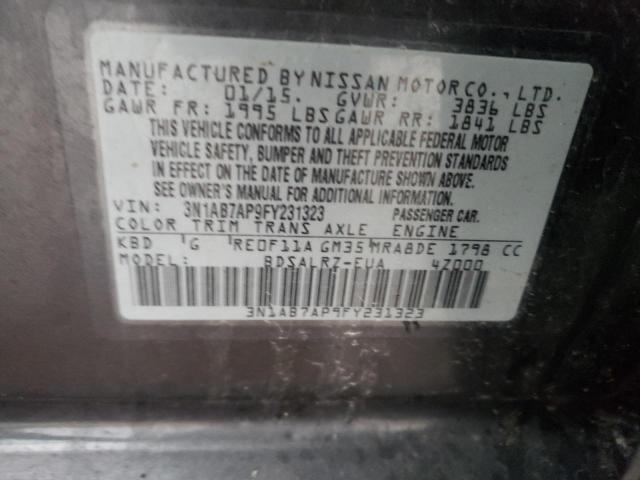 MANUFACTURED BY NISSAN MOTOR CO., LTD.
DATE: 01/15. GVWR: 3836 LBS
GAWR FR: 1995 LBS GAWR RR: 1841 LBS
THIS VEHICLE CONFORMS TO ALL APPLICABLE FEDERAL MOTOR
VEHICLE SAFETY, BUMPER AND THEFT PREVENTION STANDARDS
IN EFFECT ON THE DATE OF MANUFACTURE SHOWN ABOVE.
SEE OWNER'S MANUAL FOR ADDITIONAL INFORMATION.
VIN: 3N1AB7AP9FY231323 PASSENGER CAR.
COLOR TRIM TRANS AXLE ENGINE
KBD G RE0F11A GM35 MRA8DE 1798 CC
MODEL: BDSALRZ-EUA 4Z000
3N1AB7AP9FY231323